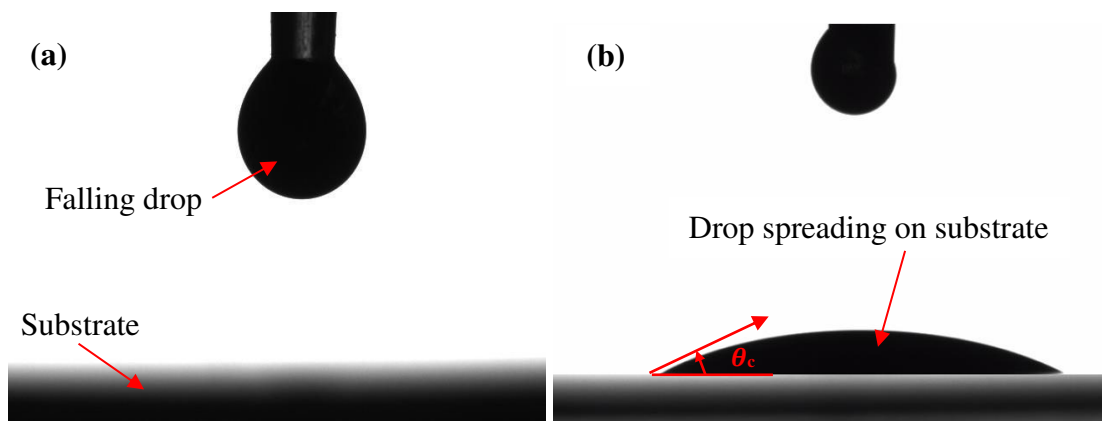 (a)
Falling drop
Substrate
(b)
Drop spreading on substrate
θc